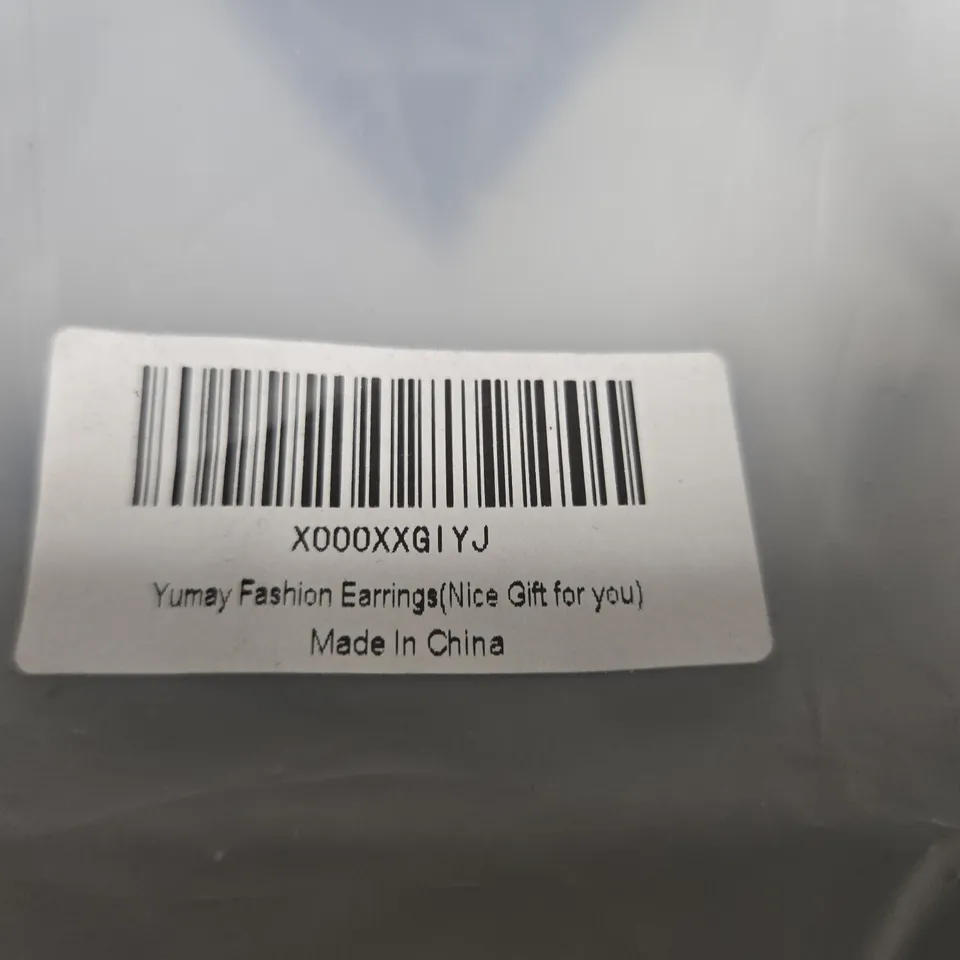 X000XXGIYJ
Yumay Fashion Earrings(Nice Gift for you)
Made In China